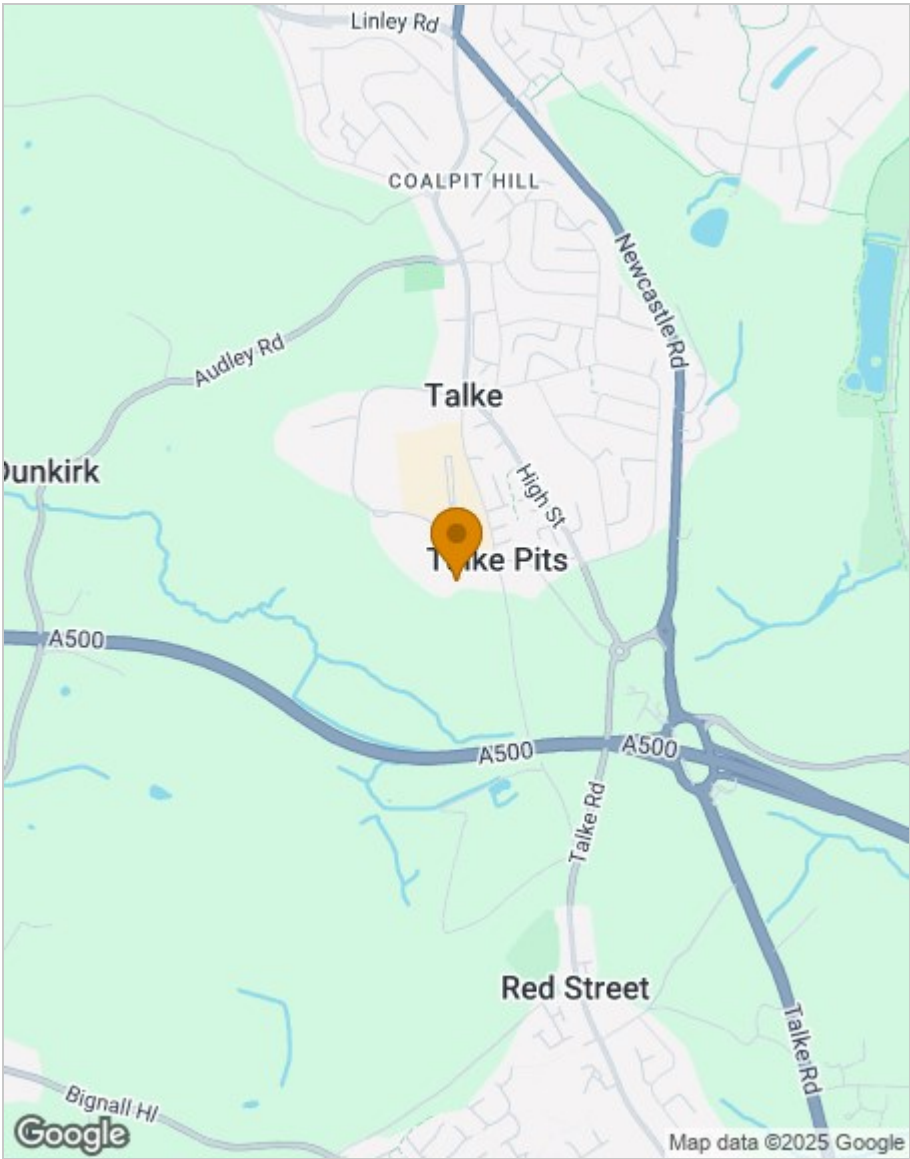 Linley Rd
COALPIT HILL
Newcastle Rd
Audley Rd
Talke
Dunkirk
High St
Talke Pits
A500
A500
A500
Talke Rd
Red Street
Talke Rd
Bignall Hl
Google
Map data ©2025 Google